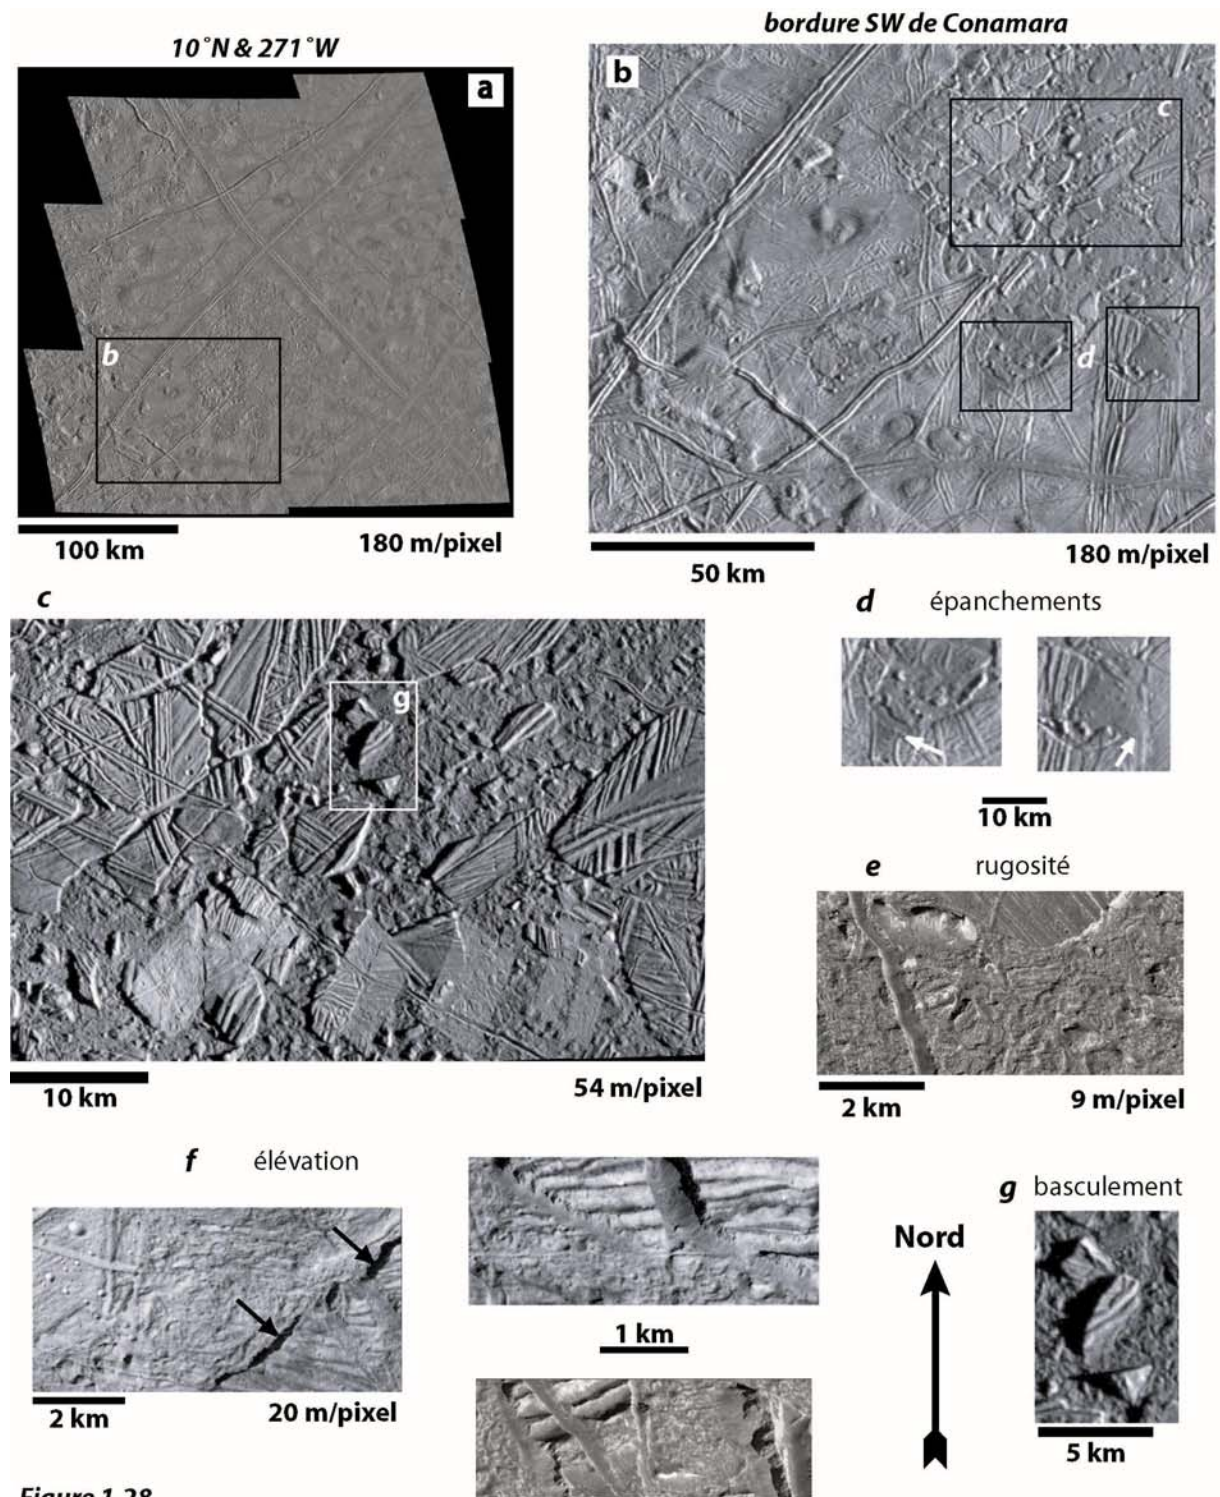 10°N & 271°W
a
b
100 km
180 m/pixel
bordure SW de Conamara
b
c
d
50 km
180 m/pixel
c
g
10 km
54 m/pixel
d épanchements
10 km
e rugosité
2 km
9 m/pixel
f élévation
2 km
20 m/pixel
1 km
Nord
g basculement
5 km
Figure 1.28